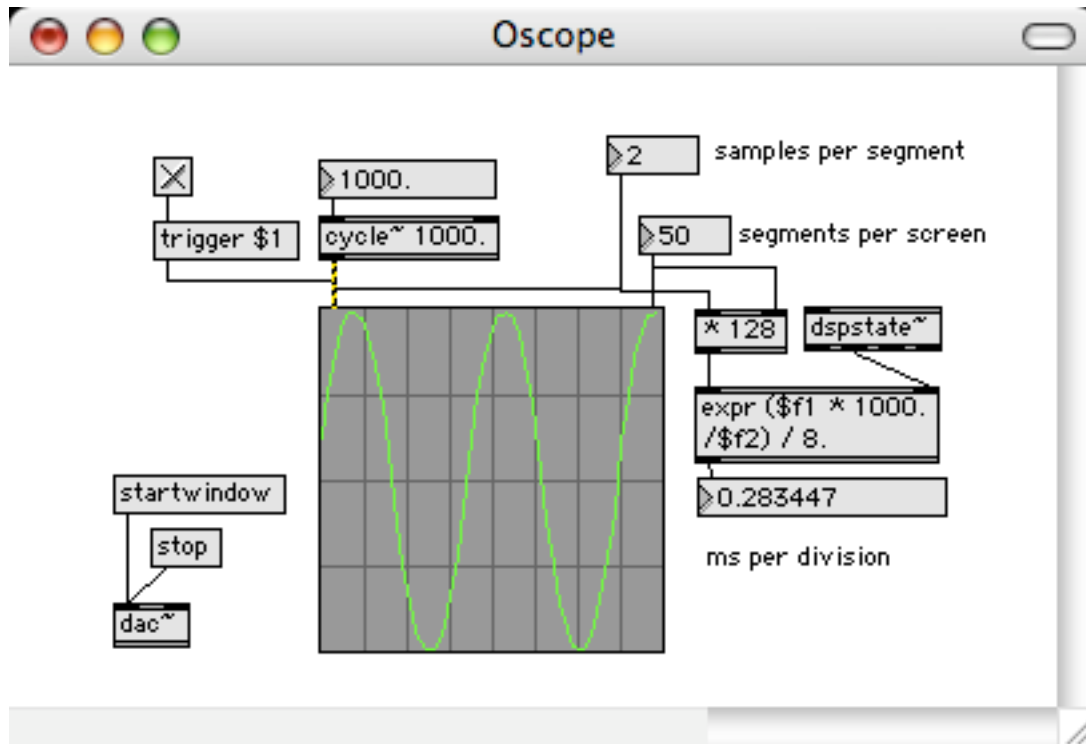 Oscope
2 samples per segment
1000.
trigger $1
cycle~ 1000.
50 segments per screen
* 128
dspstate~
expr ($f1 * 1000.
/$f2) / 8.
0.283447
startwindow
stop
ms per division
dac~